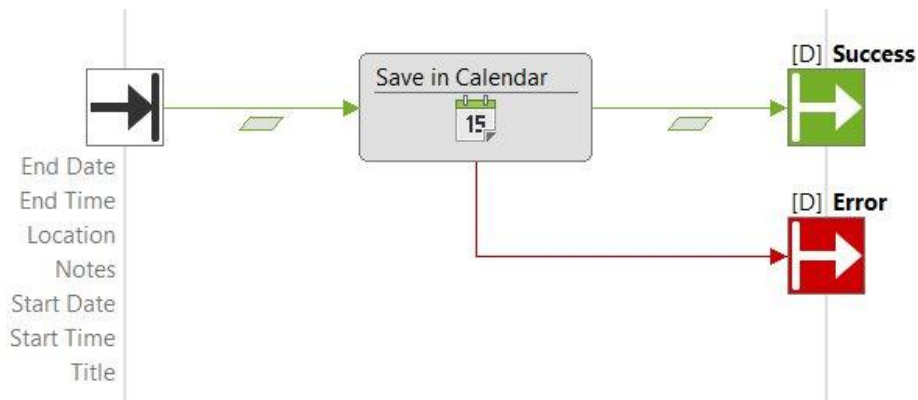 [D] Success
Save in Calendar
15
End Date
End Time
Location
Notes
Start Date
Start Time
Title
[D] Error